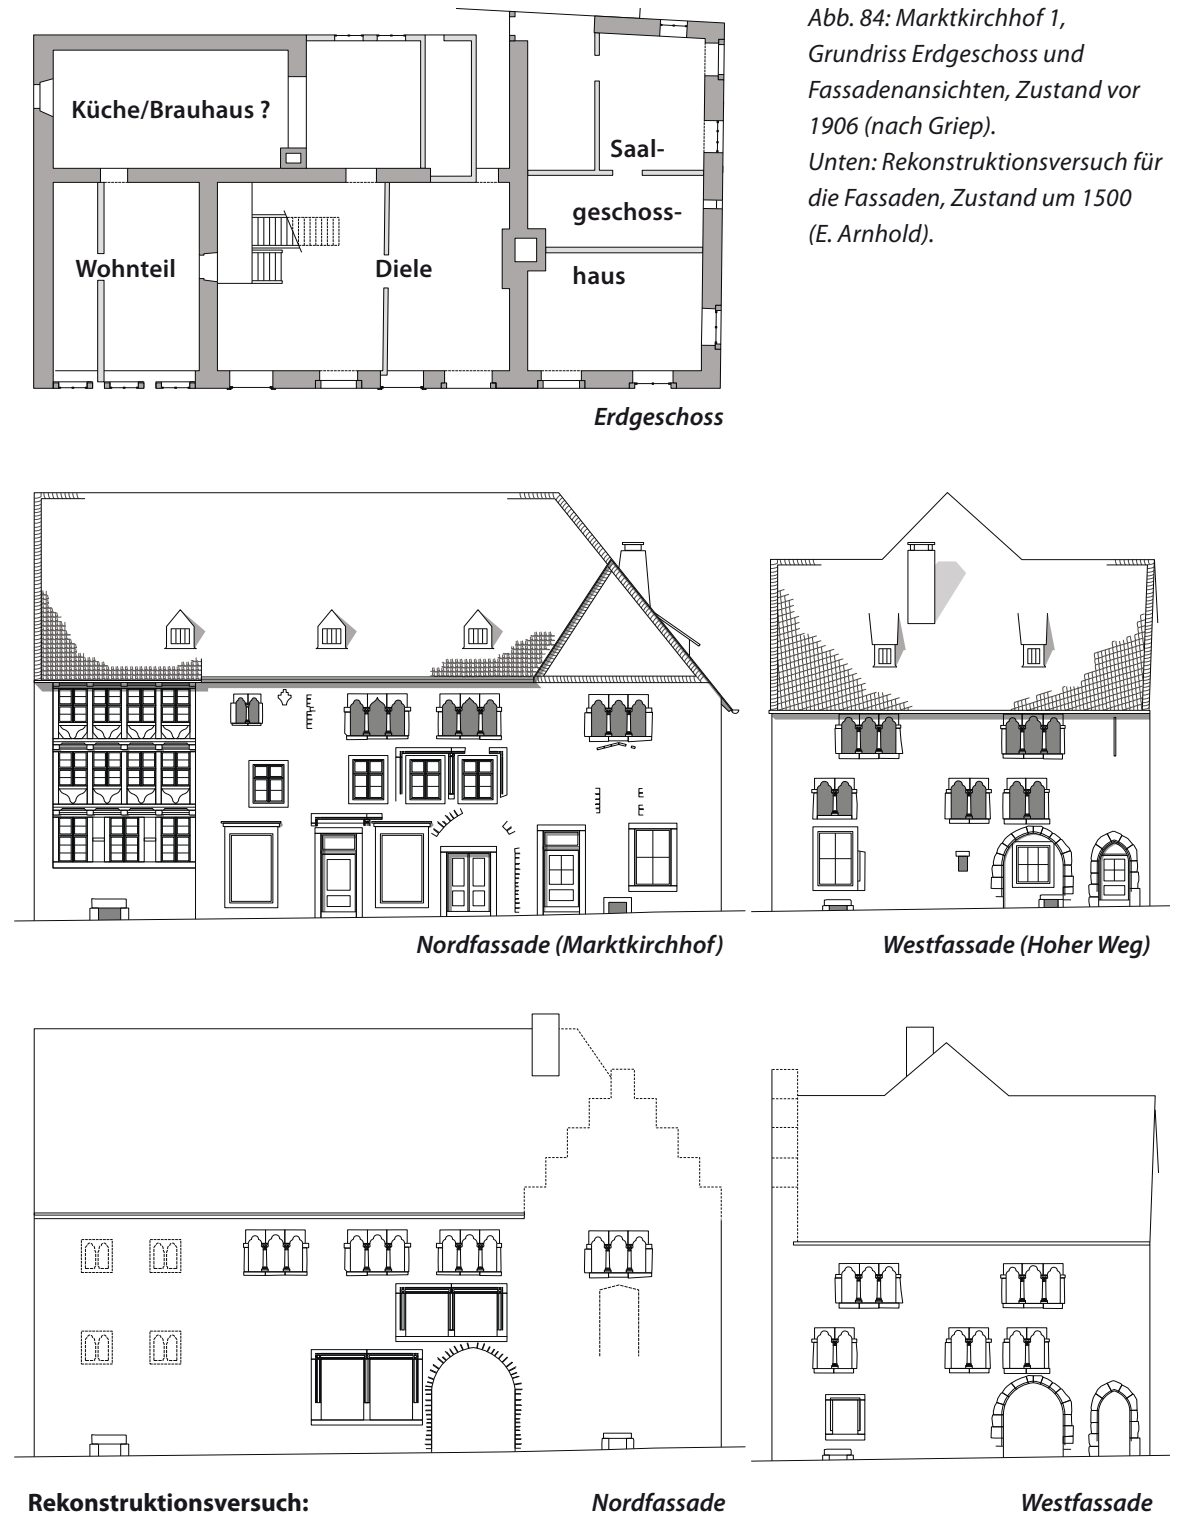 Abb. 84: Marktkirchhof 1,
Grundriss Erdgeschoss und
Fassadenansichten, Zustand vor
1906 (nach Griep).
Unten: Rekonstruktionsversuch für
die Fassaden, Zustand um 1500
(E. Arnhold).
Küche/Brauhaus ?
Saal-
geschoss-
haus
Wohnteil
Diele
Erdgeschoss
Nordfassade (Marktkirchhof)
Westfassade (Hoher Weg)
Rekonstruktionsversuch:
Nordfassade
Westfassade